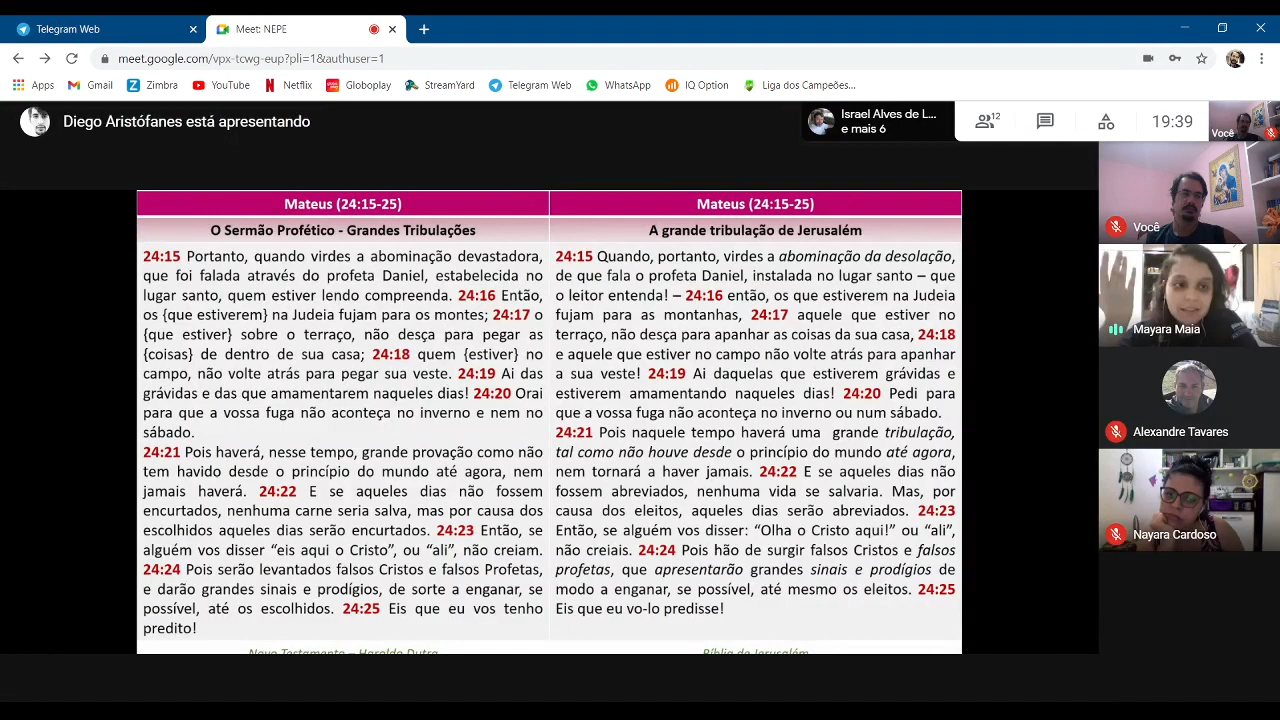 Telegram Web
Meet: NEPE
meet.google.com/vpx-tcwg-eup?pli=1&authuser=1
Apps
Gmail
Zimbra
YouTube
Netflix
Globoplay
StreamYard
Telegram Web
WhatsApp
IQ Option
Liga dos Campeões...
Diego Aristófanes está apresentando
Israel Alves de L...
e mais 6
12
19:39
Você
Mateus (24:15-25)
O Sermão Profético - Grandes Tribulações
24:15 Portanto, quando virdes a abominação devastadora,
que foi falada através do profeta Daniel, estabelecida no
lugar santo, quem estiver lendo compreenda. 24:16 Então,
os {que estiverem} na Judeia fujam para os montes; 24:17 o
{que estiver} sobre o terraço, não desça para pegar as
{coisas} de dentro de sua casa; 24:18 quem {estiver} no
campo, não volte atrás para pegar sua veste. 24:19 Ai das
grávidas e das que amamentarem naqueles dias! 24:20 Orai
para que a vossa fuga não aconteça no inverno e nem no
sábado.
24:21 Pois haverá, nesse tempo, grande provação como não
tem havido desde o princípio do mundo até agora, nem
jamais haverá. 24:22 E se aqueles dias não fossem
encurtados, nenhuma carne seria salva, mas por causa dos
escolhidos aqueles dias serão encurtados. 24:23 Então, se
alguém vos disser “eis aqui o Cristo”, ou “ali”, não creiam.
24:24 Pois serão levantados falsos Cristos e falsos Profetas,
e darão grandes sinais e prodígios, de sorte a enganar, se
possível, até os escolhidos. 24:25 Eis que eu vos tenho
predito!
Novo Testamento – Haroldo Dutra
Mateus (24:15-25)
A grande tribulação de Jerusalém
24:15 Quando, portanto, virdes a abominação da desolação,
de que fala o profeta Daniel, instalada no lugar santo – que
o leitor entenda! – 24:16 então, os que estiverem na Judeia
fujam para as montanhas, 24:17 aquele que estiver no
terraço, não desça para apanhar as coisas da sua casa, 24:18
e aquele que estiver no campo não volte atrás para apanhar
a sua veste! 24:19 Ai daquelas que estiverem grávidas e
estiverem amamentando naqueles dias! 24:20 Pedi para
que a vossa fuga não aconteça no inverno ou num sábado.
24:21 Pois naquele tempo haverá uma grande tribulação,
tal como não houve desde o princípio do mundo até agora,
nem tornará a haver jamais. 24:22 E se aqueles dias não
fossem abreviados, nenhuma vida se salvaria. Mas, por
causa dos eleitos, aqueles dias serão abreviados. 24:23
Então, se alguém vos disser: “Olha o Cristo aqui!” ou “ali”,
não creiais. 24:24 Pois hão de surgir falsos Cristos e falsos
profetas, que apresentarão grandes sinais e prodígios de
modo a enganar, se possível, até mesmo os eleitos. 24:25
Eis que eu vo-lo predisse!
Bíblia de Jerusalém
Você
Mayara Maia
Alexandre Tavares
Nayara Cardoso